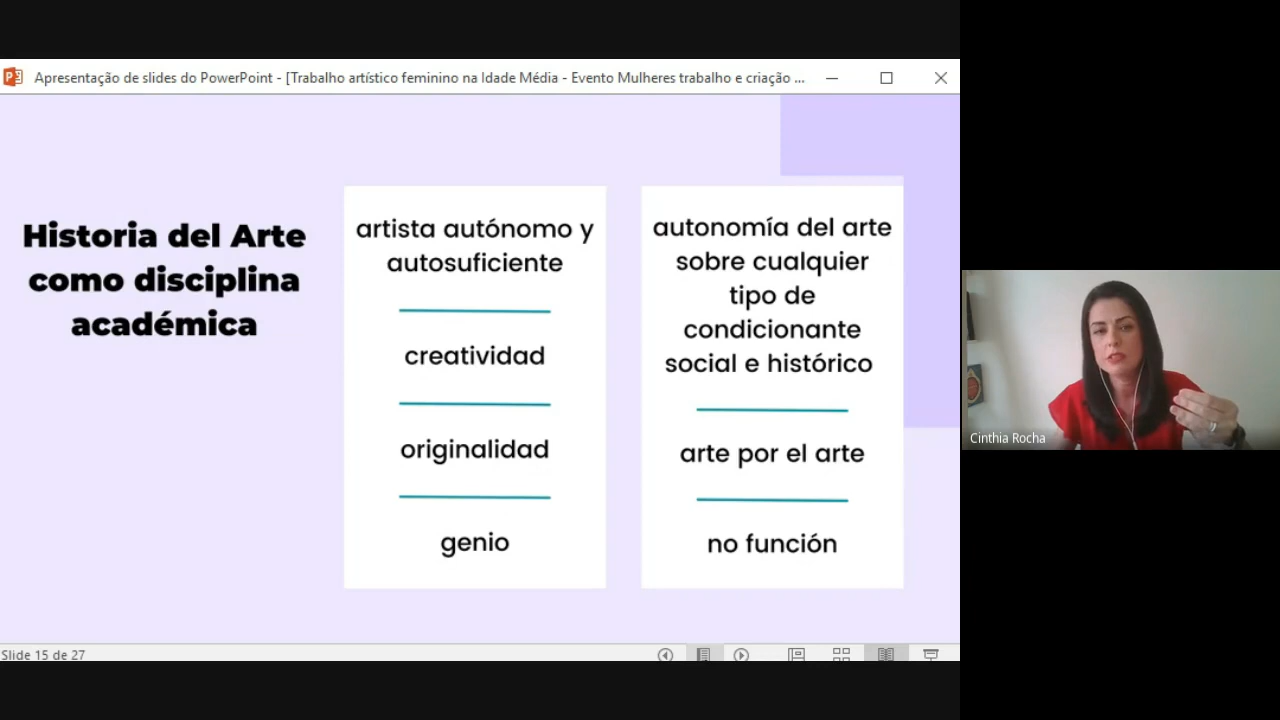 Apresentação de slides do PowerPoint - [Trabalho artístico feminino na Idade Média - Evento Mulheres trabalho e criação ...
Historia del Arte
como disciplina
académica
artista autónomo y
autosuficiente
creatividad
originalidad
genio
autonomía del arte
sobre cualquier
tipo de
condicionante
social e histórico
arte por el arte
no función
Cinthia Rocha
Slide 15 de 27